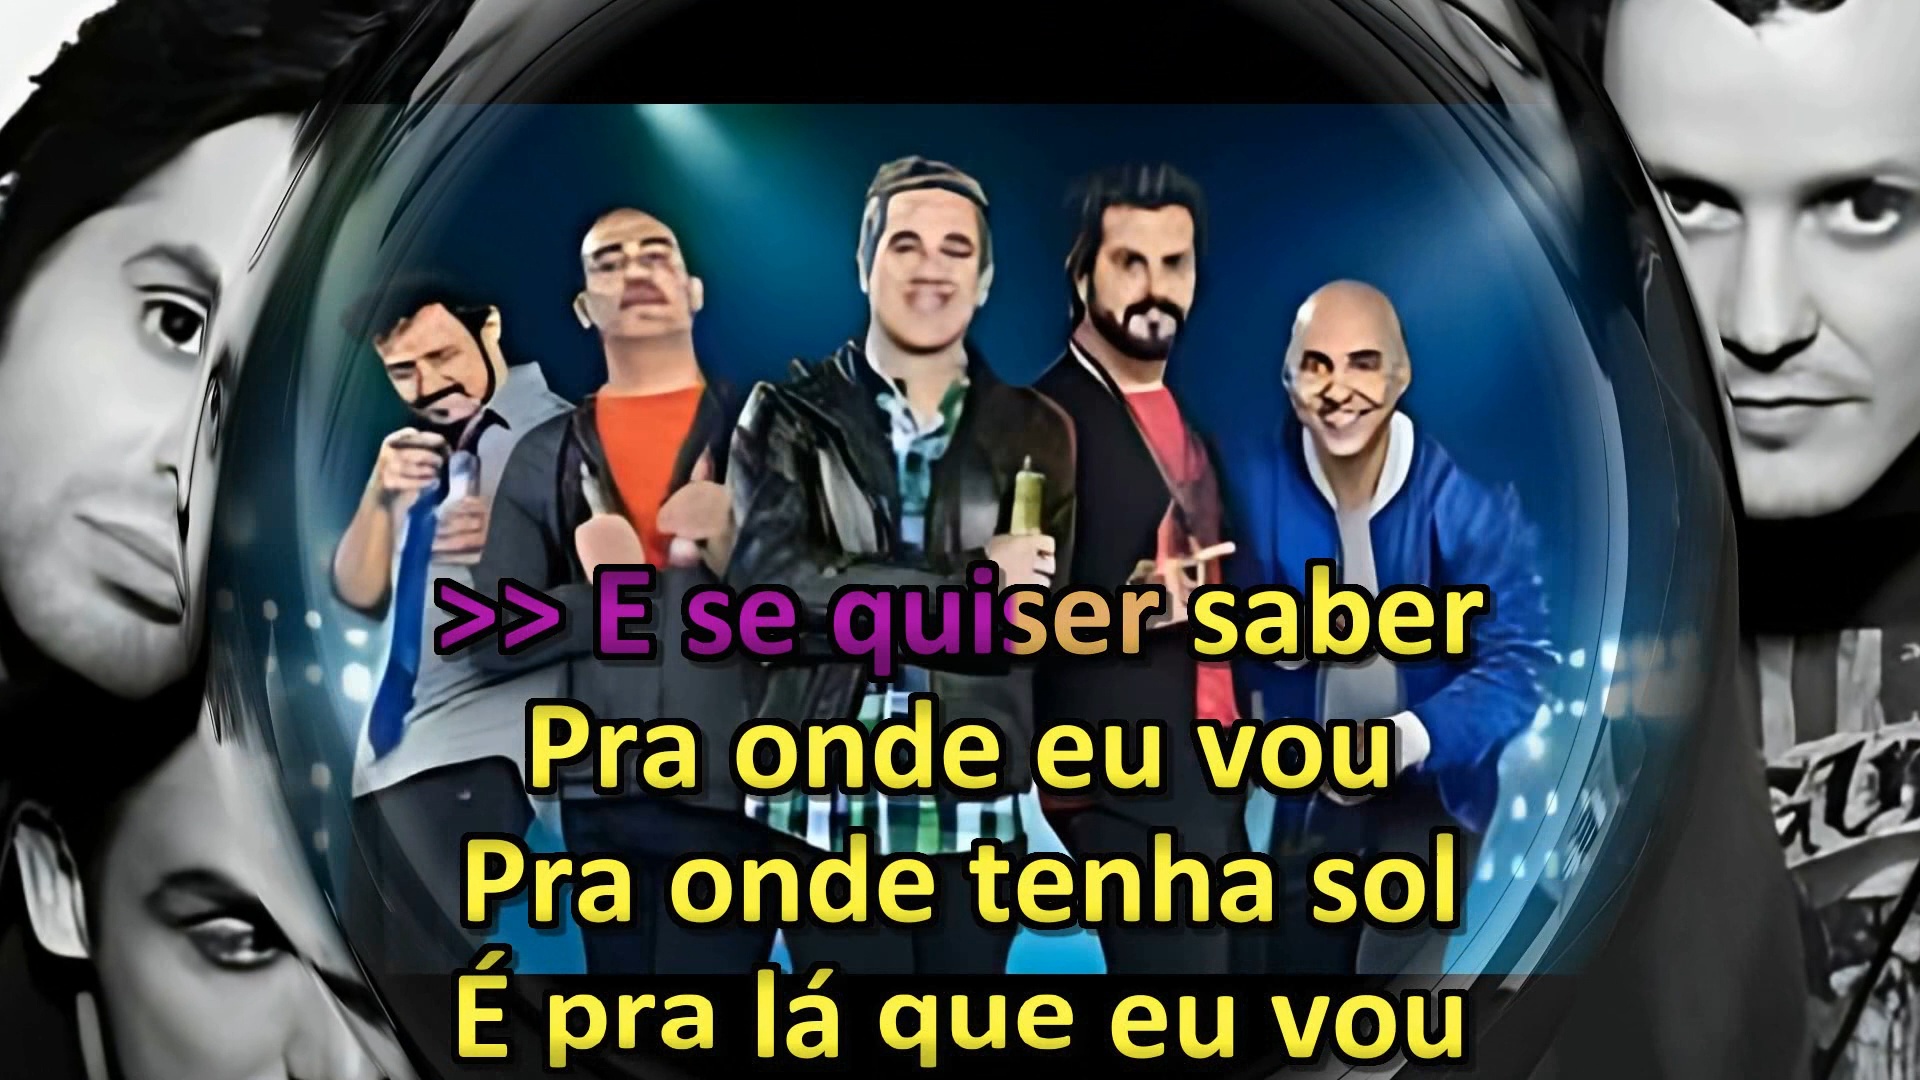 >> E se quiser saber
Pra onde eu vou
Pra onde tenha sol
É pra lá que eu vou